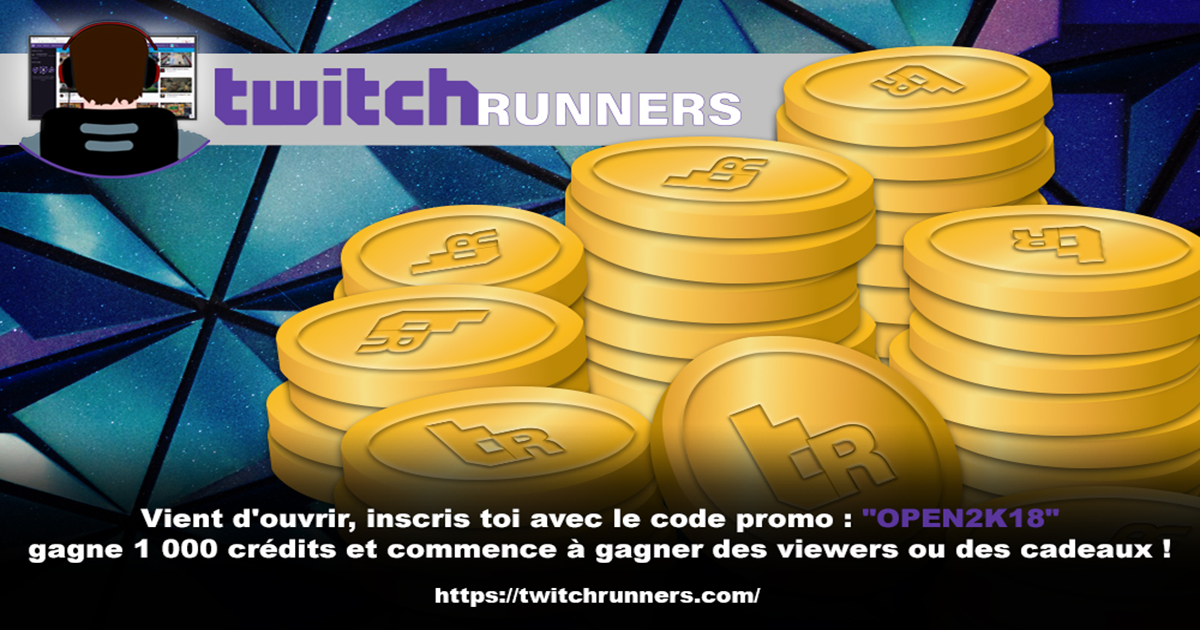 twitchRUNNERS
Vient d'ouvrir, inscris toi avec le code promo : "OPEN2K18"
gagne 1 000 crédits et commence à gagner des viewers ou des cadeaux !
https://twitchrunners.com/